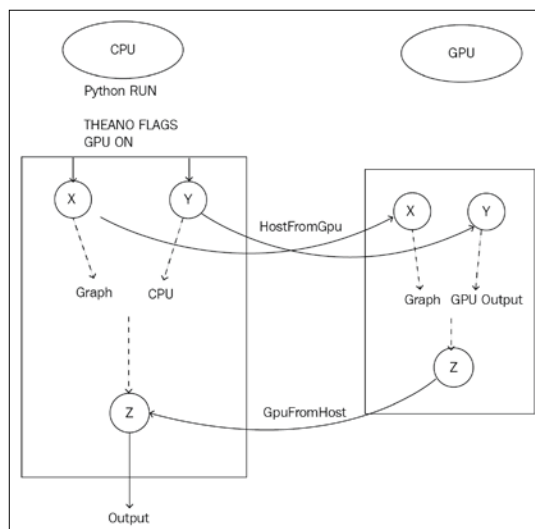 CPU
GPU
Python RUN
THEANO FLAGS
GPU ON
X
Y
HostFromGpu
X
Y
Graph
CPU
Graph
GPU Output
Z
Z
GpuFromHost
Output